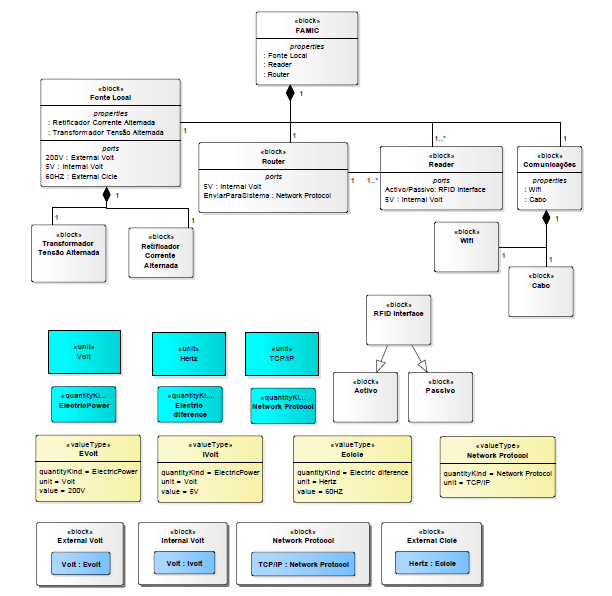 «block»
FAMIC
properties
: Fonte Local
: Reader
: Router
1
«block»
Fonte Local
properties
: Retificador Corrente Alternada
: Transformador Tensão Alternada
ports
200V : External Volt
5V : Internal Volt
60HZ : External Cicle
1
1
1..*
1
«block»
Router
ports
5V : Internal Volt
EnviarParaSistema : Network Protocol
1
1..*
«block»
Reader
ports
Activo/Passivo: RFID Interface
5V : Internal Volt
«block»
Comunicações
properties
: Wifi
: Cabo
1
1
1
«block»
Transformador
Tensão Alternada
«block»
Retificador
Corrente
Alternada
«block»
Wifi
1
1
1
«block»
Cabo
«block»
RFID Interface
«block»
Activo
«block»
Passivo
«unit»
Volt
«unit»
Hertz
«unit»
TCP/IP
«quantityKi...
ElectricPower
«quantityKi...
Electric
diference
«quantityKi...
Network Protocol
«valueType»
EVolt
quantityKind = ElectricPower
unit = Volt
value = 200V
«valueType»
IVolt
quantityKind = ElectricPower
unit = Volt
value = 5V
«valueType»
Ecicle
quantityKind = Electric diference
unit = Hertz
value = 60HZ
«valueType»
Network Protocol
quantityKind = Network Protocol
unit = TCP/IP
«block»
External Volt
Volt : Evolt
«block»
Internal Volt
Volt : Ivolt
«block»
Network Protocol
TCP/IP : Network Protocol
«block»
External Cicle
Hertz : Ecicle